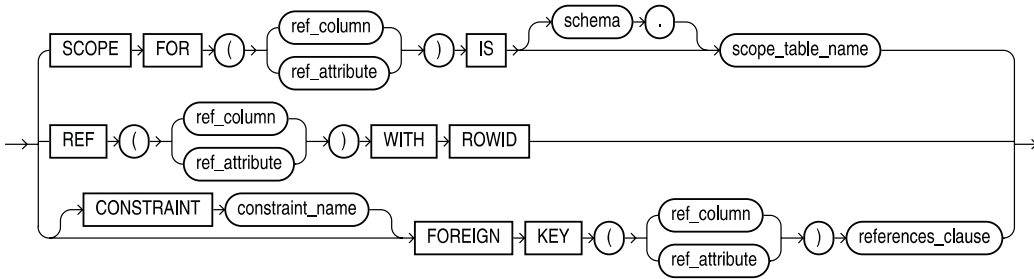 schema .
SCOPE FOR ( ref_column ref_attribute ) IS scope_table_name
REF ( ref_column ref_attribute ) WITH ROWID
CONSTRAINT constraint_name
FOREIGN KEY ( ref_column ref_attribute ) references_clause